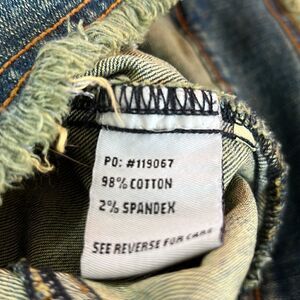 PO: #119067
98% COTTON
2% SPANDEX
SEE REVERSE FOR CARE